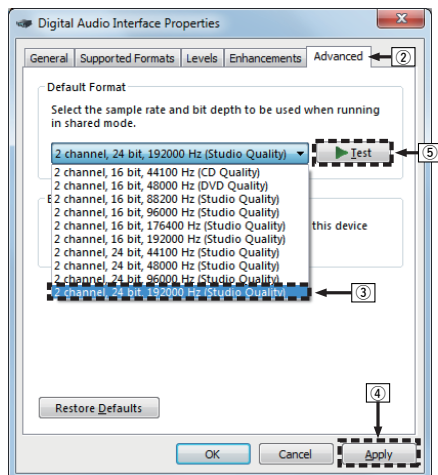 Digital Audio Interface Properties
General Supported Formats Levels Enhancements Advanced ②
Default Format
Select the sample rate and bit depth to be used when running
in shared mode.
2 channel, 24 bit, 192000 Hz (Studio Quality) Test ⑤
2 channel, 16 bit, 44100 Hz (CD Quality)
2 channel, 16 bit, 48000 Hz (DVD Quality)
2 channel, 16 bit, 88200 Hz (Studio Quality)
2 channel, 16 bit, 96000 Hz (Studio Quality)
2 channel, 16 bit, 176400 Hz (Studio Quality) this device
2 channel, 16 bit, 192000 Hz (Studio Quality)
2 channel, 24 bit, 44100 Hz (Studio Quality)
2 channel, 24 bit, 48000 Hz (Studio Quality)
2 channel, 24 bit, 96000 Hz (Studio Quality)
2 channel, 24 bit, 192000 Hz (Studio Quality) ③
④
Restore Defaults
OK Cancel Apply